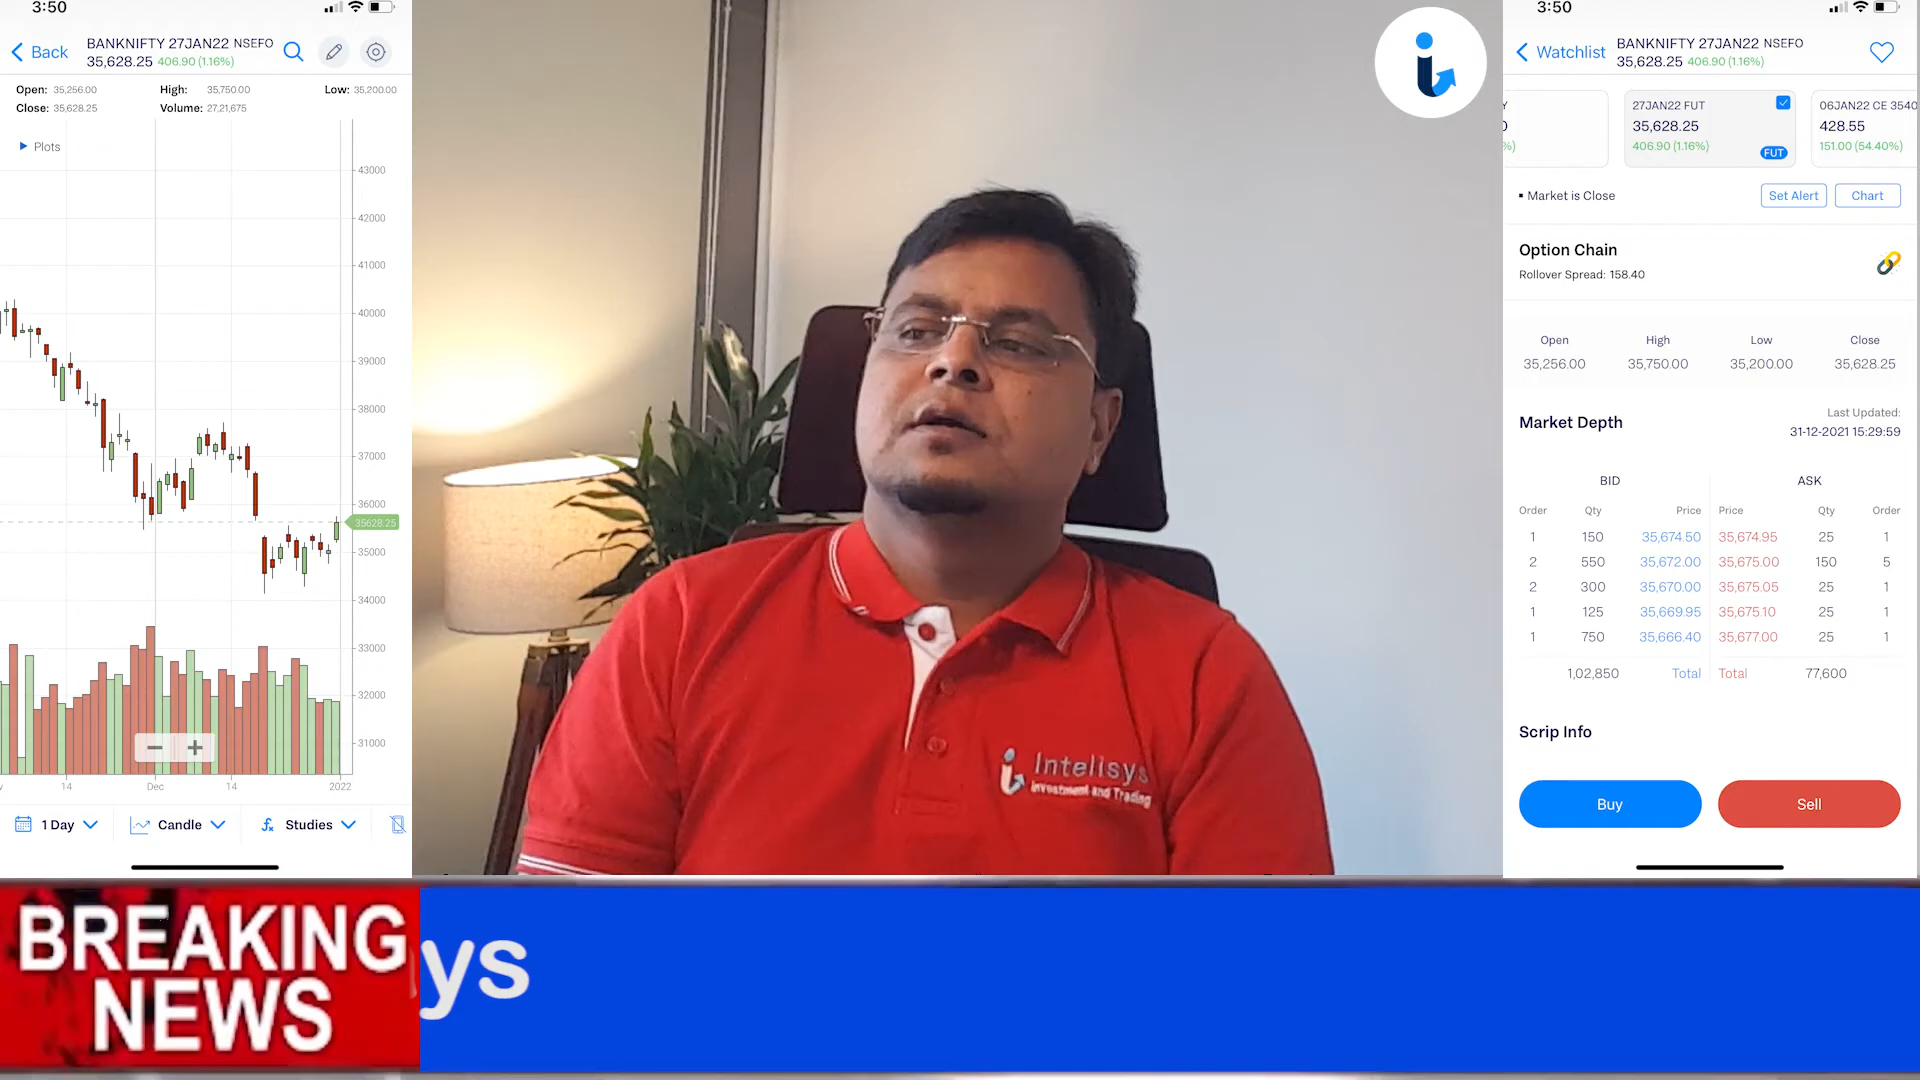 3:50
Back
BANKNIFTY 27JAN22 NSEFO
35,628.25 406.90 (1.16%)
Open: 35,256.00 High: 35,750.00 Low: 35,200.00
Close: 35,628.25 Volume: 27,21,675
Plots
43000
42000
41000
40000
39000
38000
37000
36000
35628.25
35000
34000
33000
32000
31000
14 Dec 14 2022
1 Day Candle Studies
Intelisys
Investment and Trading
3:50
Watchlist
BANKNIFTY 27JAN22 NSEFO
35,628.25 406.90 (1.16%)
27JAN22 FUT
35,628.25
406.90 (1.16%)
FUT
06JAN22 CE 3540
428.55
151.00 (54.40%)
Market is Close
Set Alert Chart
Option Chain
Rollover Spread: 158.40
Open High Low Close
35,256.00 35,750.00 35,200.00 35,628.25
Market Depth
Last Updated:
31-12-2021 15:29:59
BID ASK
Order Qty Price Price Qty Order
1 150 35,674.50 35,674.95 25 1
2 550 35,672.00 35,675.00 150 5
2 300 35,670.00 35,675.05 25 1
1 125 35,669.95 35,675.10 25 1
1 750 35,666.40 35,677.00 25 1
1,02,850 Total Total 77,600
Scrip Info
Buy Sell
BREAKING
NEWS
ys